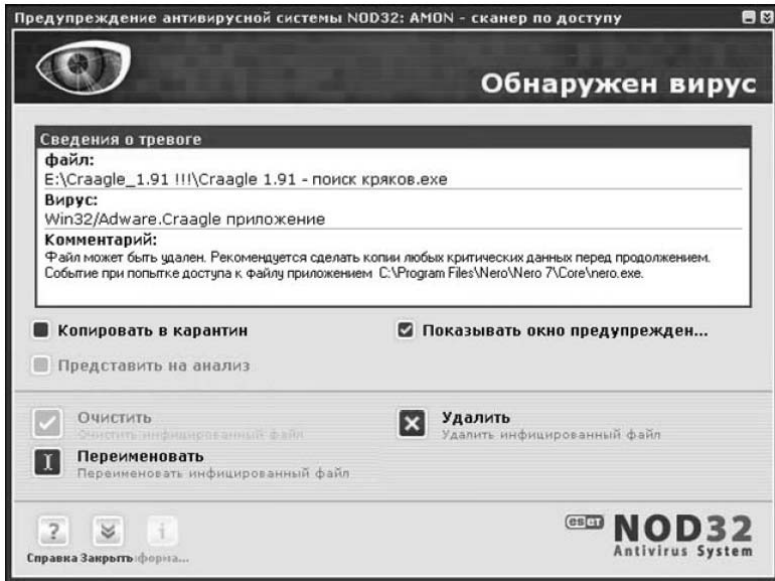 Предупреждение антивирусной системы NOD32: AMON - сканер по доступу
Обнаружен вирус
Сведения о тревоге
файл:
E:\Craagle_1.91 !!!\Craagle 1.91 - поиск кряков.exe
Вирус:
Win32/Adware.Craagle приложение
Комментарий:
Файл может быть удален. Рекомендуется сделать копии любых критических данных перед продолжением.
Событие при попытке доступа к файлу приложением C:\Program Files\Nero\Nero 7\Core\nero.exe.
Копировать в карантин
Показывать окно предупрежден...
Представить на анализ
Очистить
Очистить инфицированный файл
Удалить
Удалить инфицированный файл
Переименовать
Переименовать инфицированный файл
?
i
Справка Закрыть форма...
eseT NOD32
Antivirus System